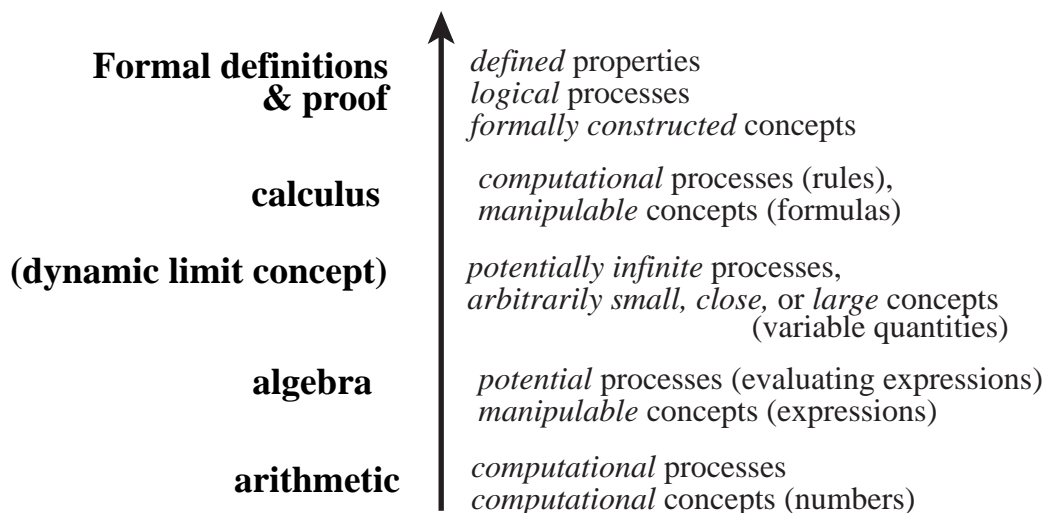 Formal definitions
& proof
defined properties
logical processes
formally constructed concepts
calculus
computational processes (rules),
manipulable concepts (formulas)
(dynamic limit concept)
potentially infinite processes,
arbitrarily small, close, or large concepts
(variable quantities)
algebra
potential processes (evaluating expressions)
manipulable concepts (expressions)
arithmetic
computational processes
computational concepts (numbers)